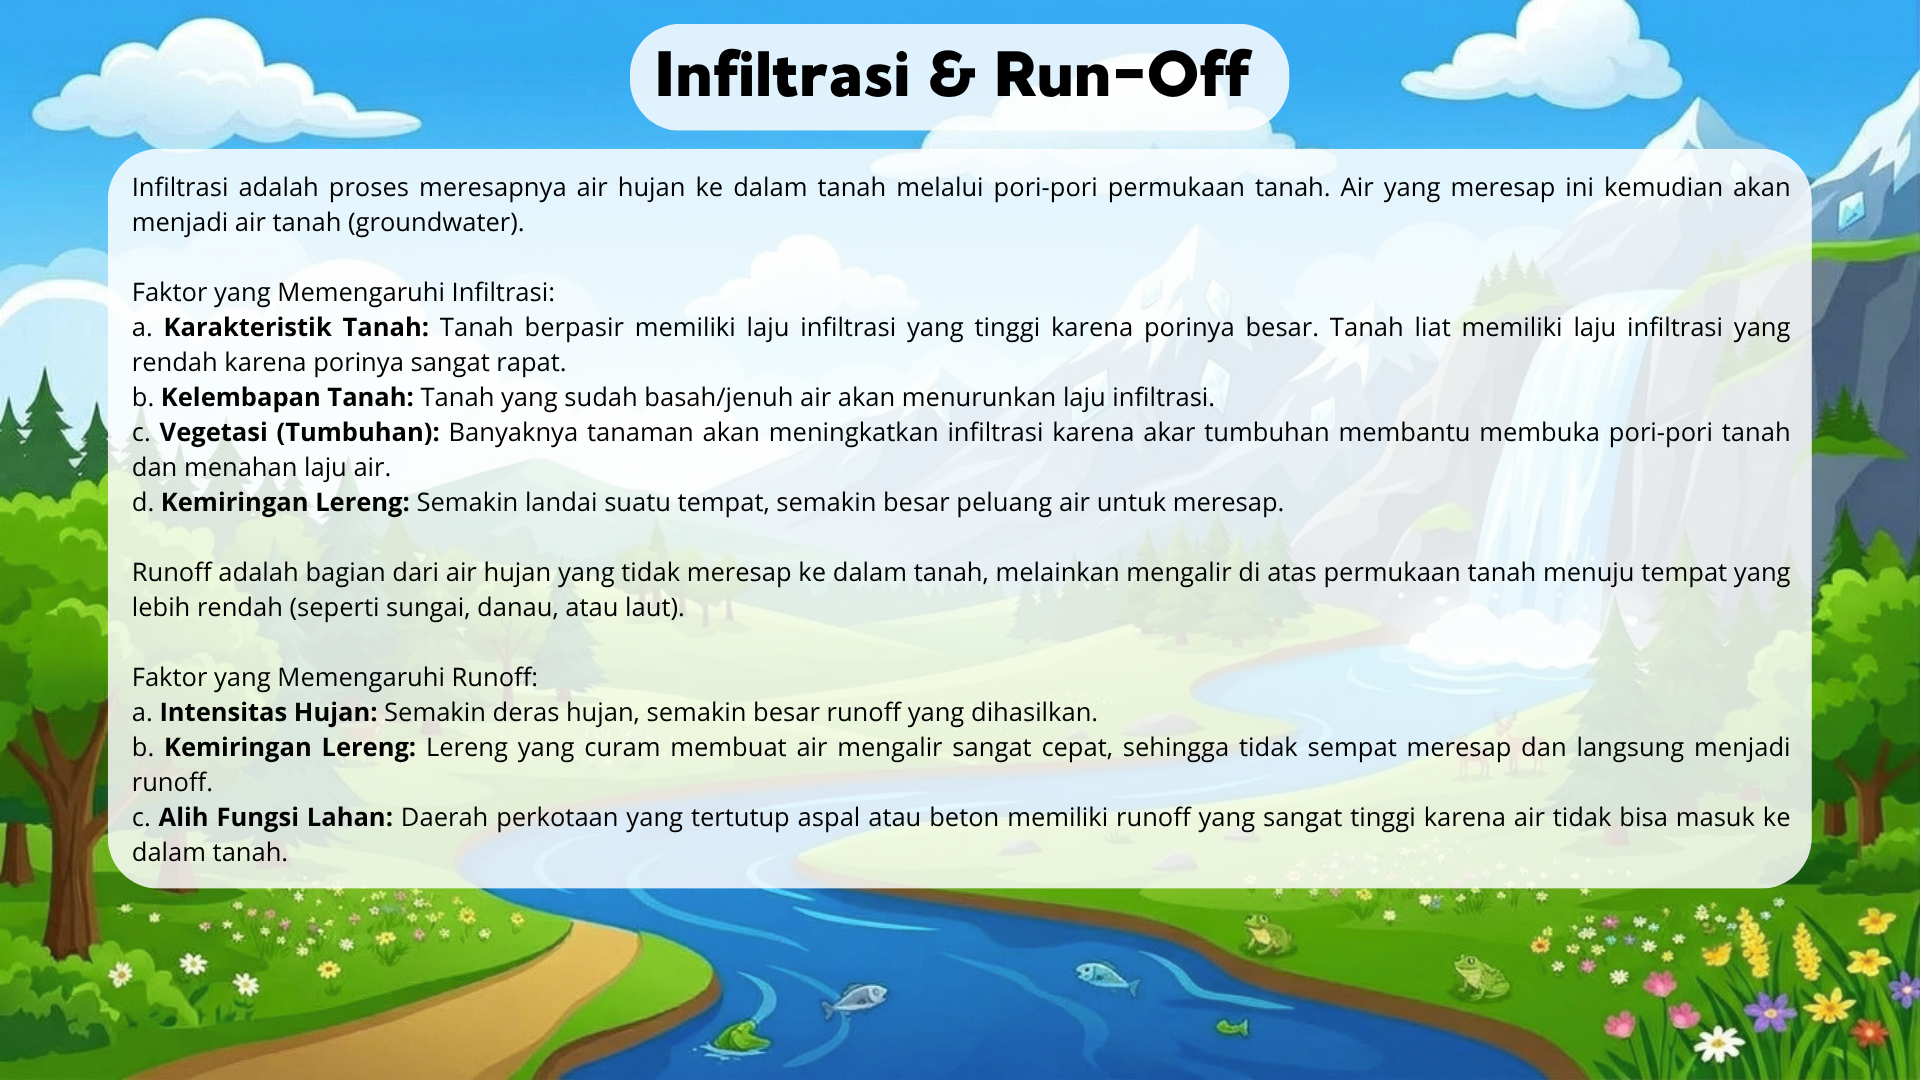 Infiltrasi & Run-Off
Infiltrasi adalah proses meresapnya air hujan ke dalam tanah melalui pori-pori permukaan tanah. Air yang meresap ini kemudian akan
menjadi air tanah (groundwater).
Faktor yang Memengaruhi Infiltrasi:
a. Karakteristik Tanah: Tanah berpasir memiliki laju infiltrasi yang tinggi karena porinya besar. Tanah liat memiliki laju infiltrasi yang
rendah karena porinya sangat rapat.
b. Kelembapan Tanah: Tanah yang sudah basah/jenuh air akan menurunkan laju infiltrasi.
c. Vegetasi (Tumbuhan): Banyaknya tanaman akan meningkatkan infiltrasi karena akar tumbuhan membantu membuka pori-pori tanah
dan menahan laju air.
d. Kemiringan Lereng: Semakin landai suatu tempat, semakin besar peluang air untuk meresap.
Runoff adalah bagian dari air hujan yang tidak meresap ke dalam tanah, melainkan mengalir di atas permukaan tanah menuju tempat yang
lebih rendah (seperti sungai, danau, atau laut).
Faktor yang Memengaruhi Runoff:
a. Intensitas Hujan: Semakin deras hujan, semakin besar runoff yang dihasilkan.
b. Kemiringan Lereng: Lereng yang curam membuat air mengalir sangat cepat, sehingga tidak sempat meresap dan langsung menjadi
runoff.
c. Alih Fungsi Lahan: Daerah perkotaan yang tertutup aspal atau beton memiliki runoff yang sangat tinggi karena air tidak bisa masuk ke
dalam tanah.